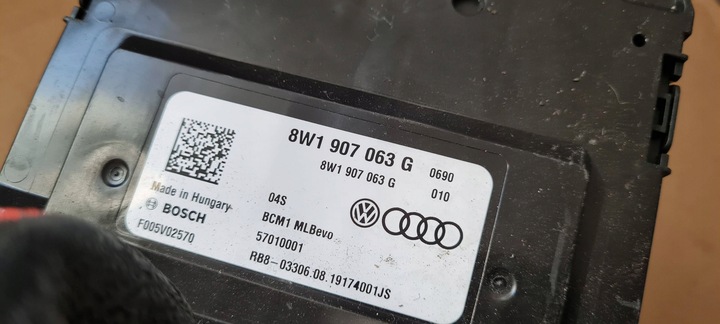 8W1 907 063 G 0690
8W1 907 063 G 010
Made in Hungary 04S
BOSCH BCM1 MLBevo
F005V02570 57010001
RB8-03306.08.19174001JS